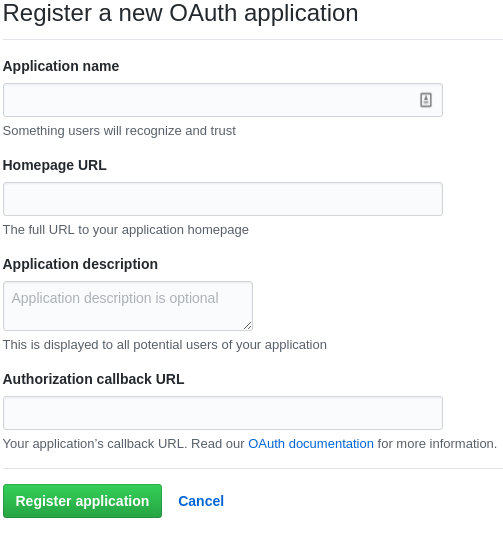 Register a new OAuth application
Application name
Something users will recognize and trust
Homepage URL
The full URL to your application homepage
Application description
Application description is optional
This is displayed to all potential users of your application
Authorization callback URL
Your application’s callback URL. Read our OAuth documentation for more information.
Register application Cancel